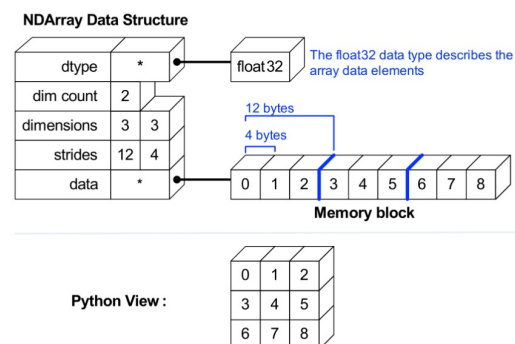 NDArray Data Structure
dtype * float32 The float32 data type describes the
array data elements
dim count 2
dimensions 3 3
strides 12 4
data *
12 bytes
4 bytes
0 1 2 3 4 5 6 7 8
Memory block
Python View :
0 1 2
3 4 5
6 7 8